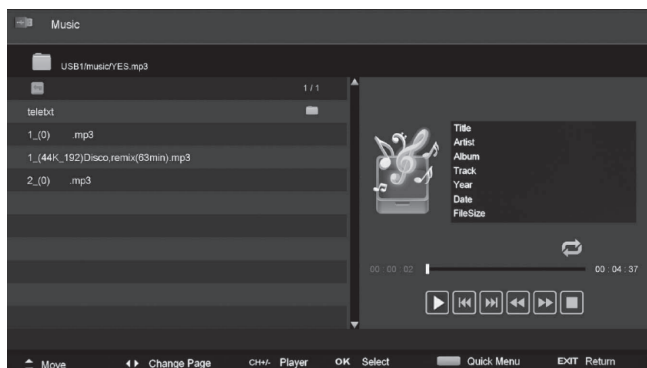 Music
USB1/music/YES.mp3
1 / 1
teletxt
1_(0) .mp3
1_(44K_192)Disco,remix(63min).mp3
2_(0) .mp3
Title
Artist
Album
Track
Year
Date
FileSize
00 : 00 : 02 00 : 04 : 37
Move Change Page CH+/- Player OK Select Quick Menu EXIT Return